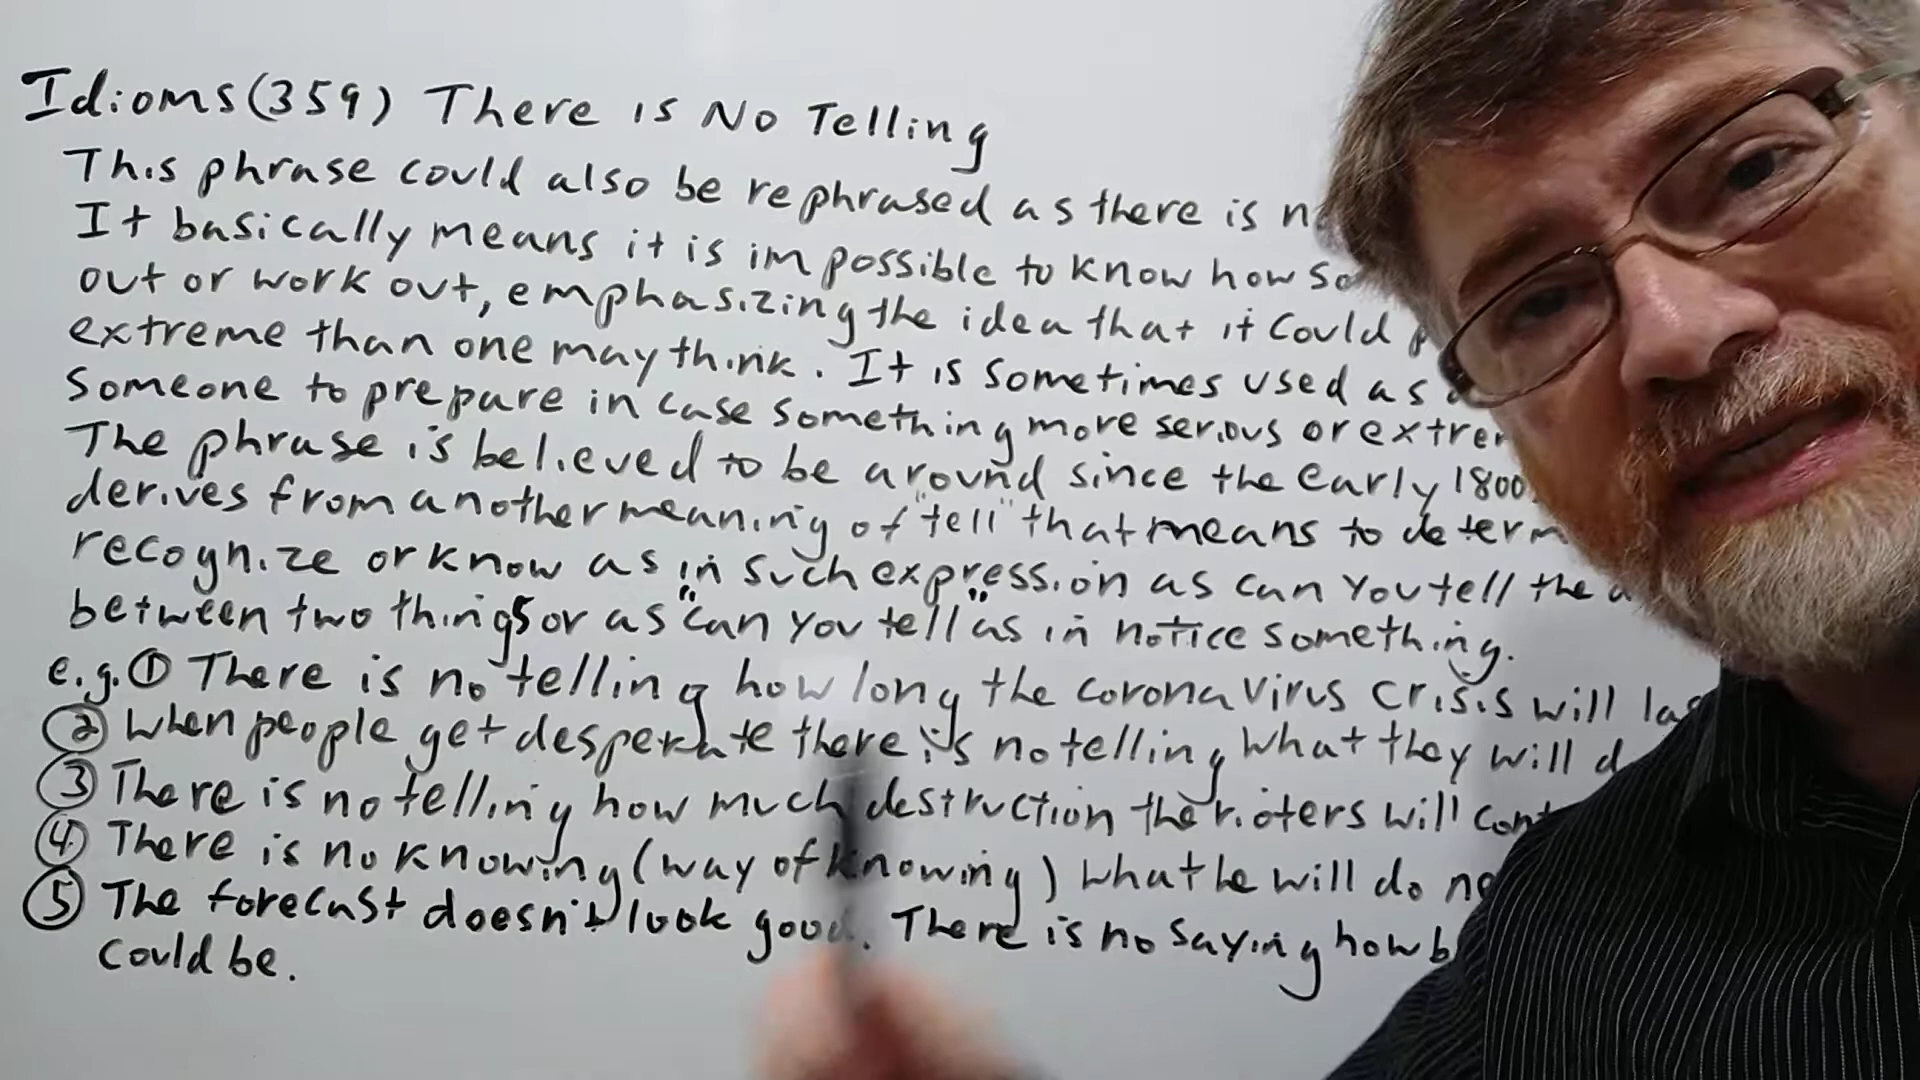 Idioms(359) There is No Telling
This phrase could also be rephrased as there is
It basically means it is impossible to know how
out or work out, emphasizing the idea that it could
extreme than one may think. It is sometimes used as
someone to prepare in case something more serious or
The phrase is believed to be around since the early 1800
derives from another meaning of "tell" that means to
recognize or know as in such expression as can you tell the
between two things or as "can you tell" as in notice something.
e.g. ① There is no telling how long the corona virus crisis will
② When people get desperate there is no telling what they will
③ There is no telling how much destruction the rioters will
④ There is no knowing (way of knowing) what he will do
⑤ The forecast doesn't look good. There is no saying how
could be.